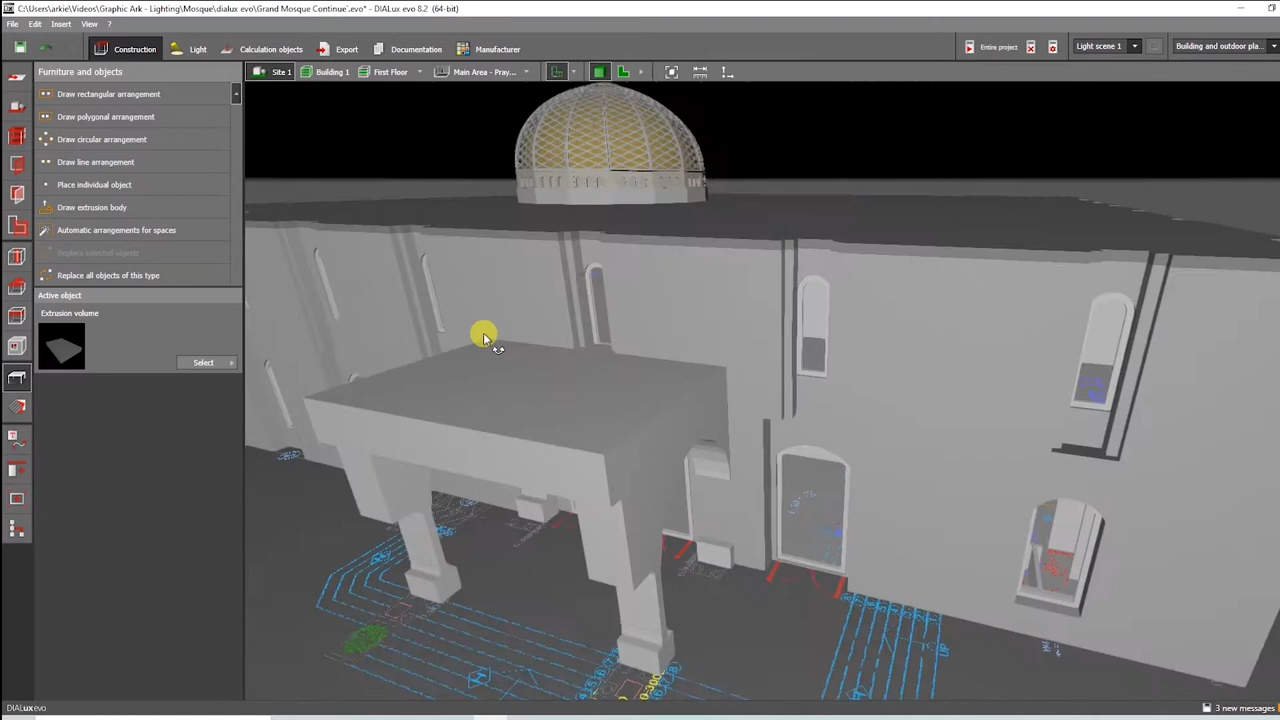 C:\Users\arkie\Videos\Graphic Ark - Lighting\Mosque\dialux evo\Grand Mosque Continue`.evo* - DIALux evo 8.2 (64-bit)
File Edit Insert View ?
Construction Light Calculation objects Export Documentation Manufacturer Entire project Light scene 1 Building and outdoor pla...
Furniture and objects Site 1 Building 1 First Floor Main Area - Pray...
Draw rectangular arrangement
Draw polygonal arrangement
Draw circular arrangement
Draw line arrangement
Place individual object
Draw extrusion body
Automatic arrangements for spaces
Replace selected objects
Replace all objects of this type
Active object
Extrusion volume
Select
UP
DIALux evo 3 new messages